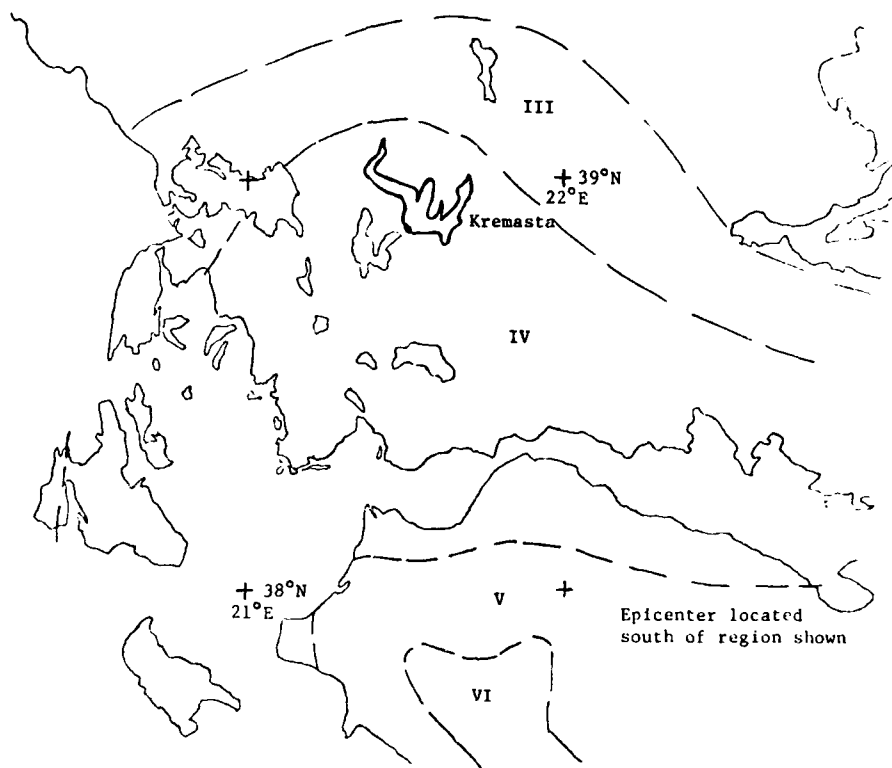 III
39°N
22°E
Kremasta
IV
38°N
21°E
V
Epicenter located
south of region shown
VI